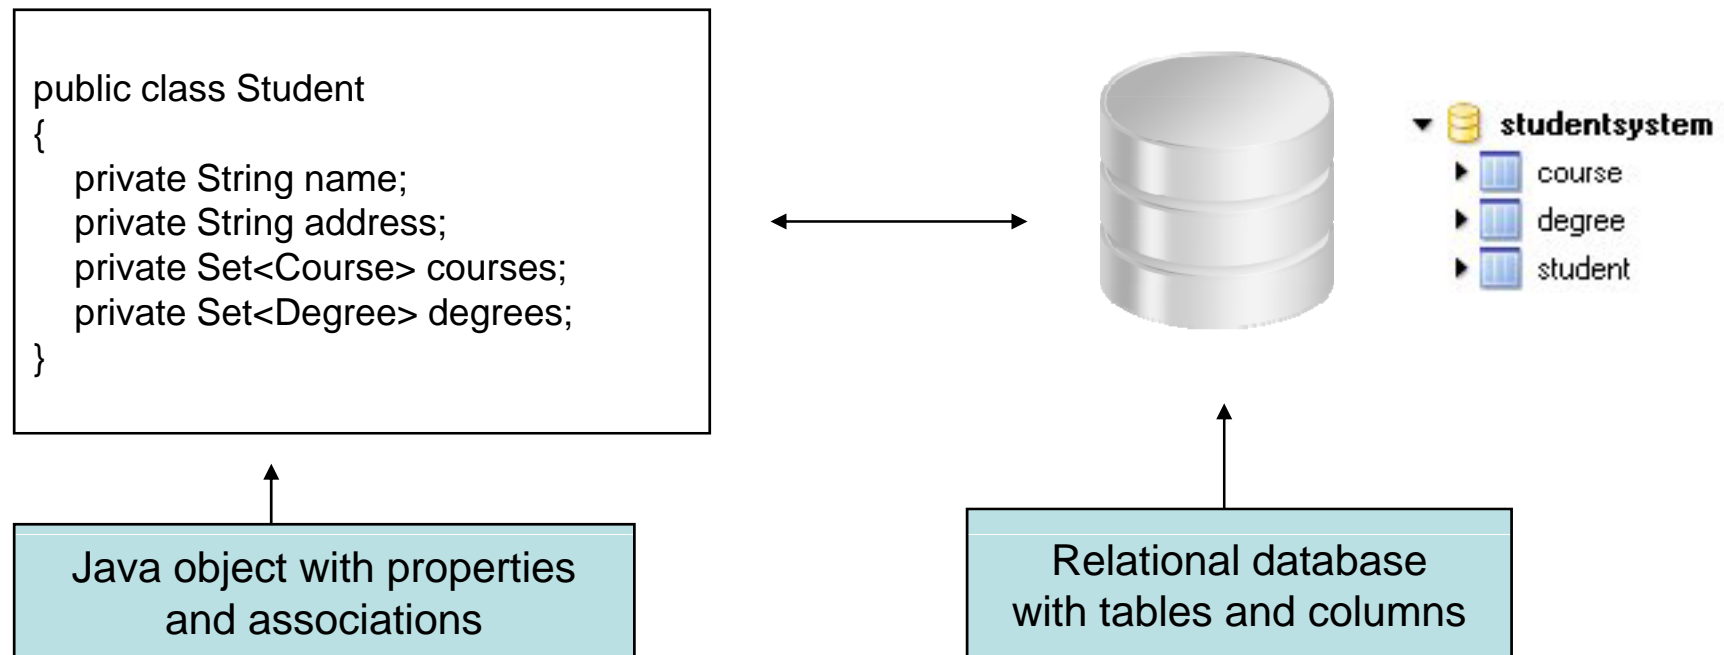 public class Student
{
private String name;
private String address;
private Set<Course> courses;
private Set<Degree> degrees;
}
studentsystem
course
degree
student
Java object with properties
and associations
Relational database
with tables and columns